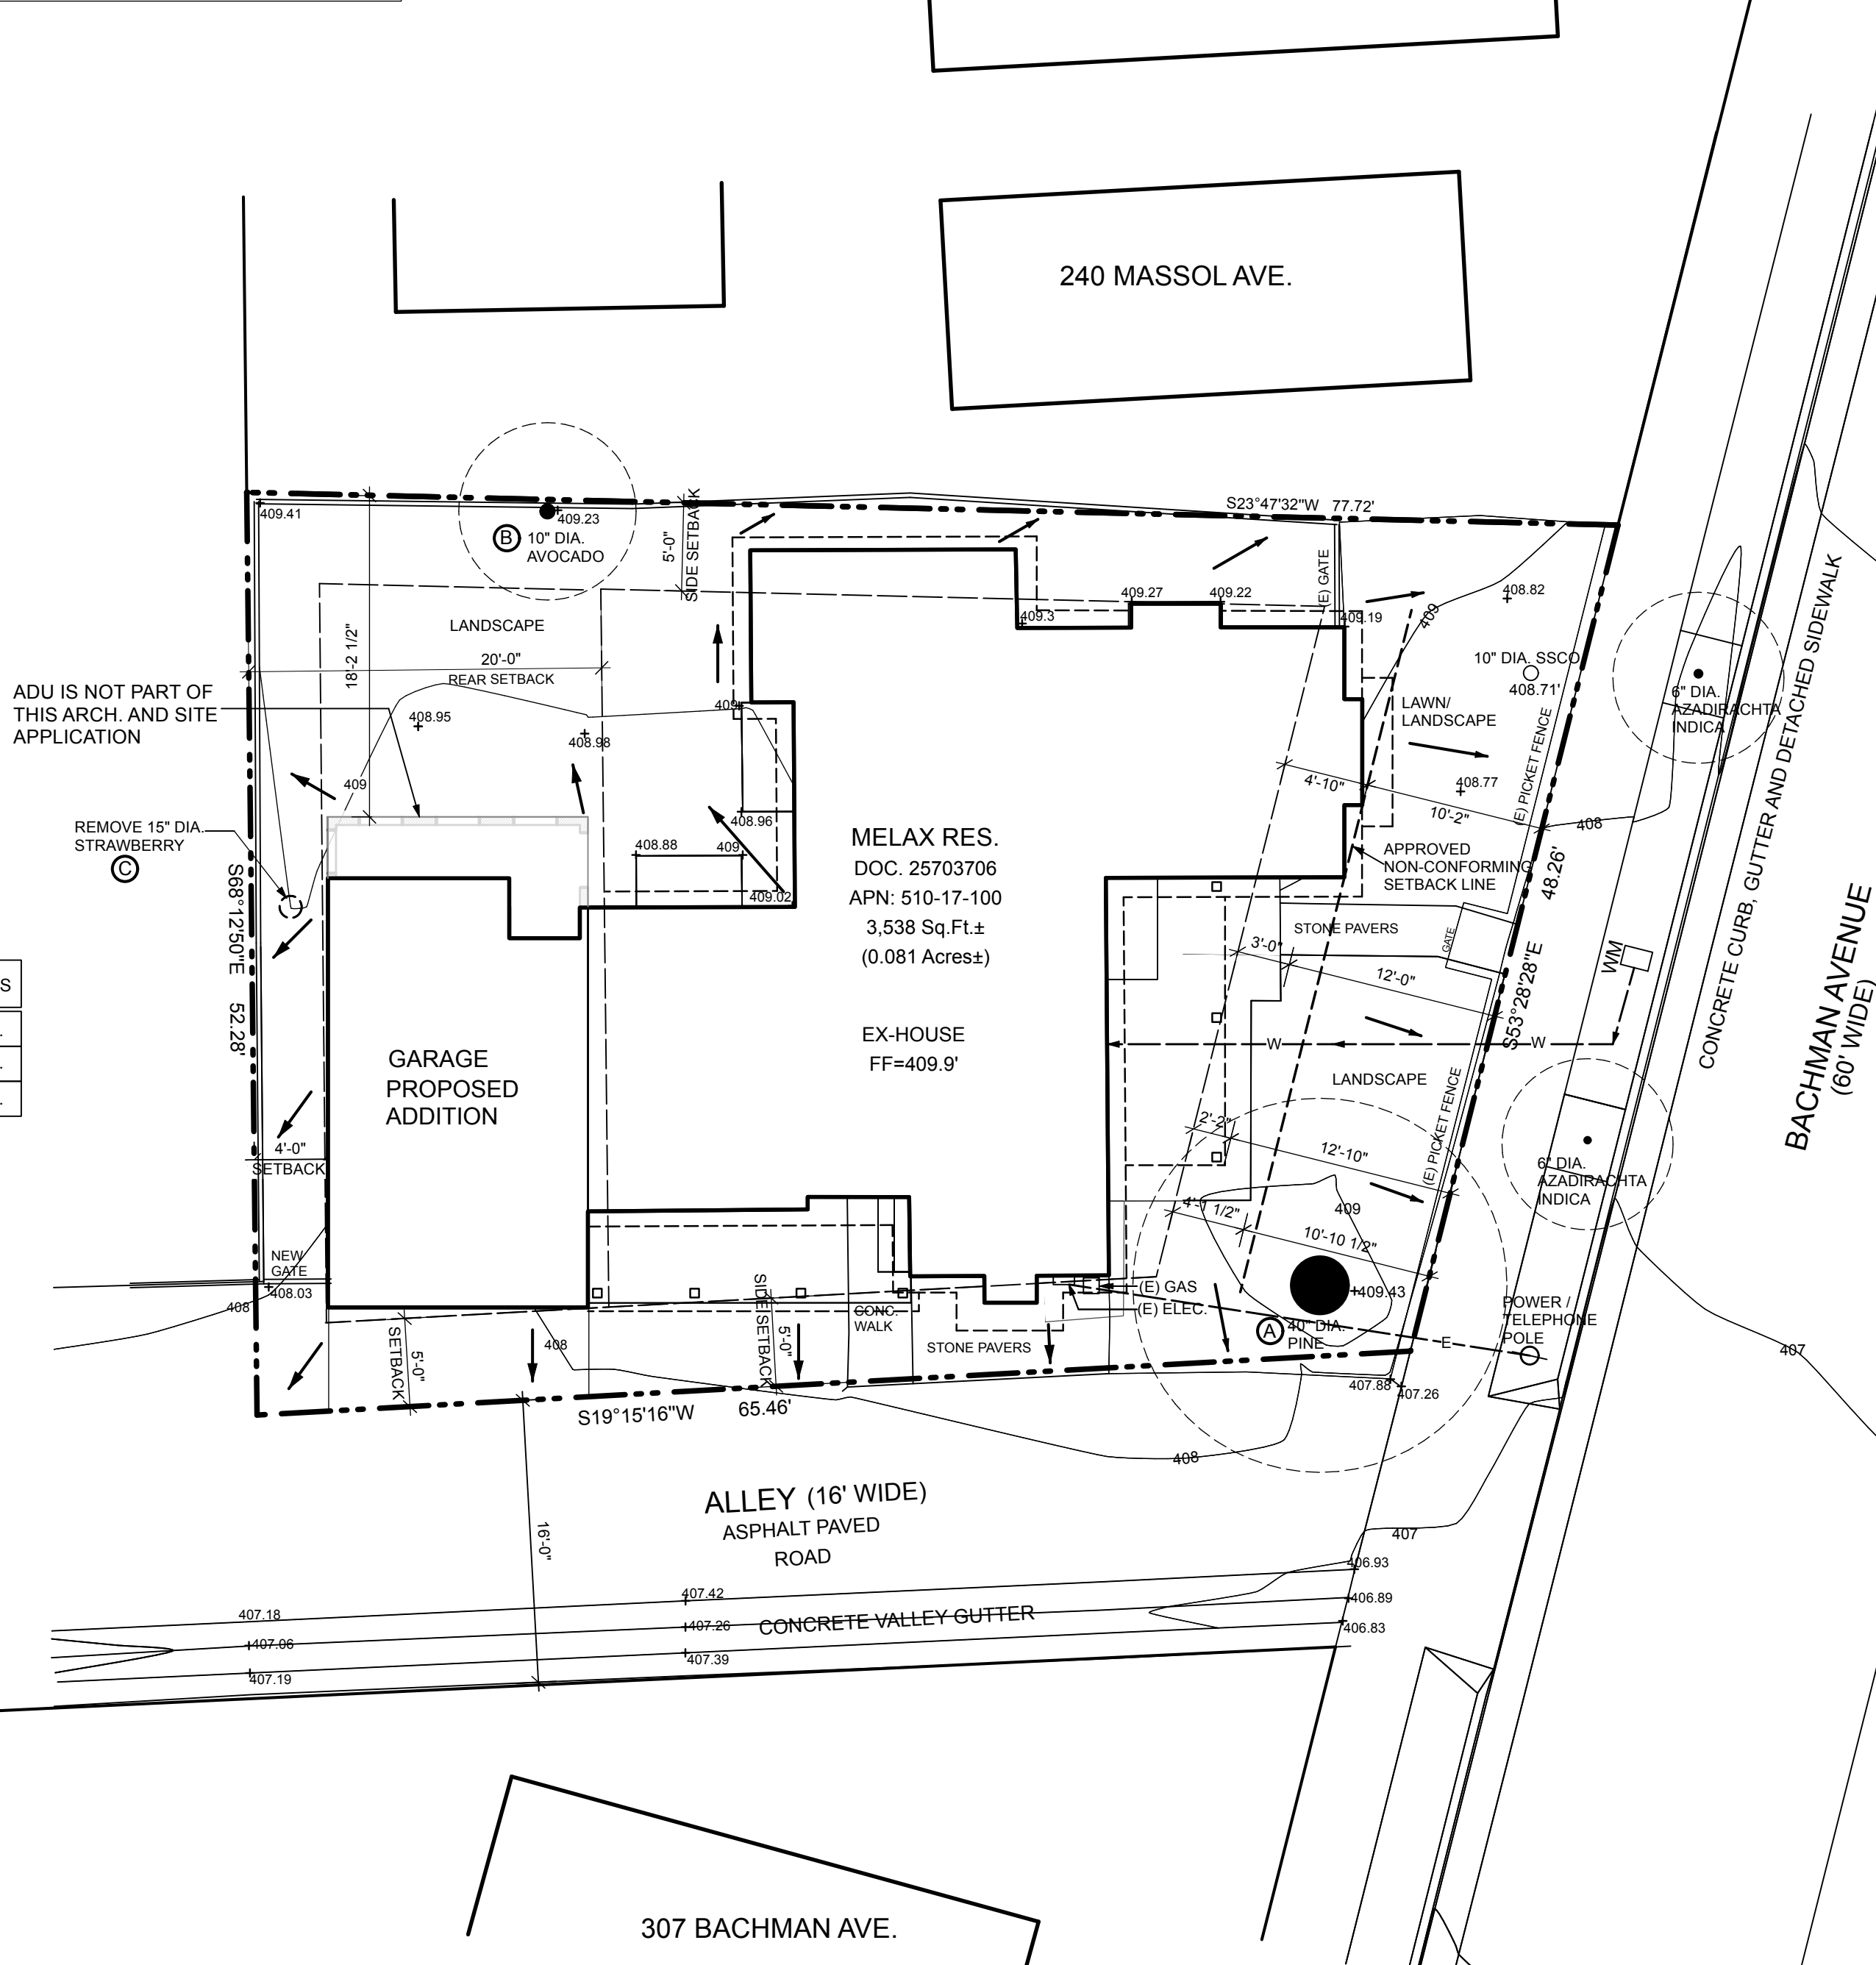 240 MASSOL AVE.
S23°47'32"W 77.72'
409.41
409.23
B
10" DIA.
AVOCADO
5'-0"
SIDE SETBACK
(E) GATE
LANDSCAPE
18'-2 1/2"
20'-0"
REAR SETBACK
409.3
409.27
409.22
409.19
409
408.82
10" DIA. SSCO
408.71'
LAWN/
LANDSCAPE
(E) PICKET FENCE
6" DIA.
AZADIRACHTA
INDICA
CONCRETE CURB, GUTTER AND DETACHED SIDEWALK
ADU IS NOT PART OF
THIS ARCH. AND SITE
APPLICATION
408.95
408.98
409
409
408.96
408.88
409
409.02
4'-10"
408.77
10'-2"
408
REMOVE 15" DIA.
STRAWBERRY
C
MELAX RES.
DOC. 25703706
APN: 510-17-100
3,538 Sq.Ft.±
(0.081 Acres±)
APPROVED
NON-CONFORMING
SETBACK LINE
48.26'
S53°28'28"E
S68°12'50"E 52.28'
STONE PAVERS
GATE
3'-0"
12'-0"
WM
BACHMAN AVENUE
(60' WIDE)
S
EX-HOUSE
FF=409.9'
W
W
GARAGE
PROPOSED
ADDITION
LANDSCAPE
2'-2"
12'-10"
(E) PICKET FENCE
6" DIA.
AZADIRACHTA
INDICA
4'-0"
SETBACK
4'-1 1/2"
409
10'-10 1/2"
NEW
GATE
408.03
408
(E) GAS
(E) ELEC.
409.43
A
40" DIA.
PINE
POWER /
TELEPHONE
POLE
E
407
SETBACK
5'-0"
408
SIDE SETBACK
5'-0"
CONC.
WALK
STONE PAVERS
407.88
407.26
S19°15'16"W 65.46'
408
ALLEY (16' WIDE)
ASPHALT PAVED
ROAD
16'-0"
407
406.93
407.42
406.89
407.18
407.26
CONCRETE VALLEY GUTTER
406.83
407.06
407.39
407.19
307 BACHMAN AVE.